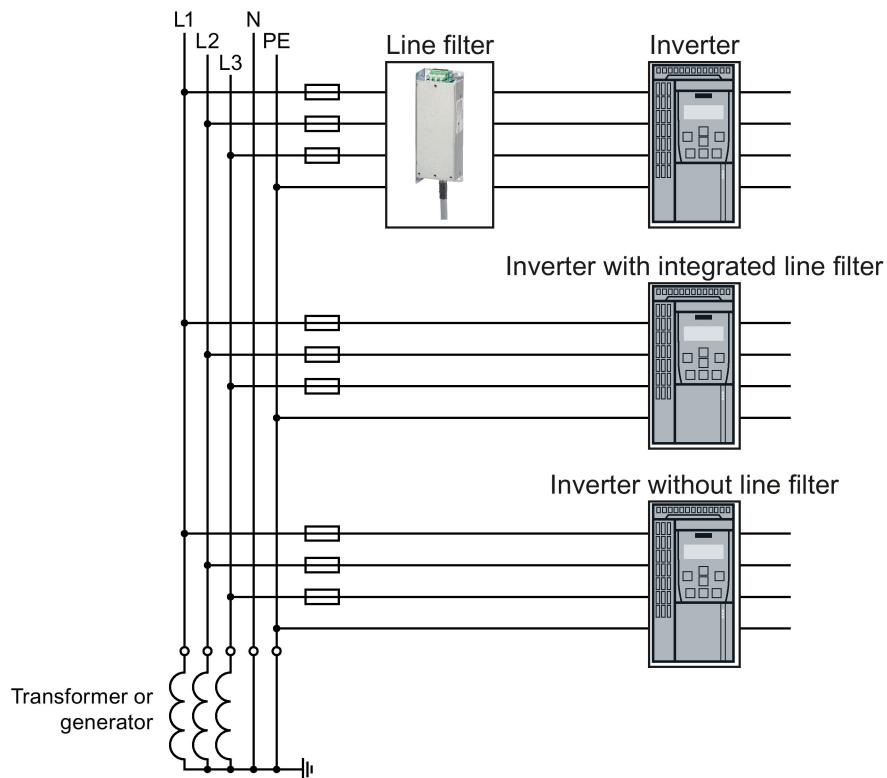 L1
N
L2
PE
L3
Line filter
Inverter
Inverter with integrated line filter
Inverter without line filter
Transformer or
generator